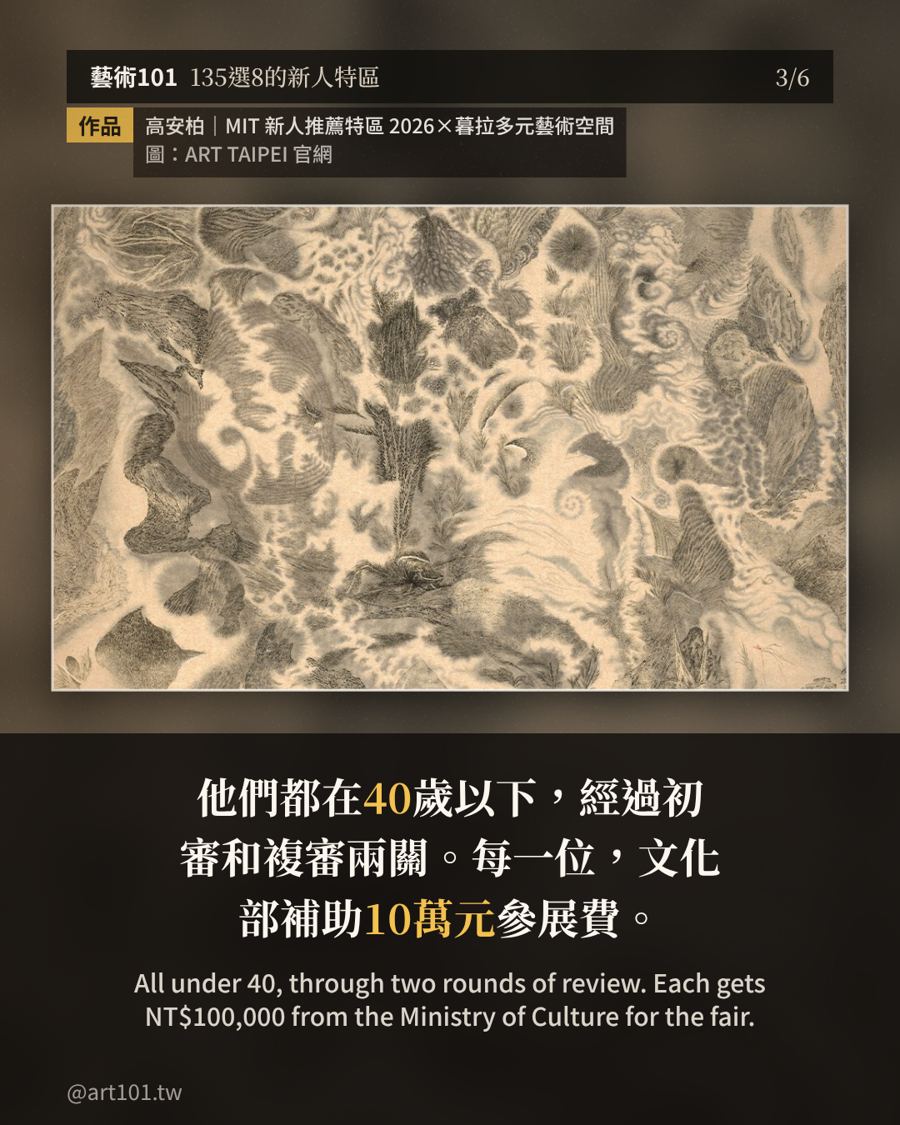 藝術101 135選8的新人特區
3/6
作品
高安柏｜MIT 新人推薦特區 2026×暮拉多元藝術空間
圖：ART TAIPEI 官網
他們都在40歲以下，經過初
審和複審兩關。每一位，文化
部補助10萬元參展費。
All under 40, through two rounds of review. Each gets
NT$100,000 from the Ministry of Culture for the fair.
@art101.tw